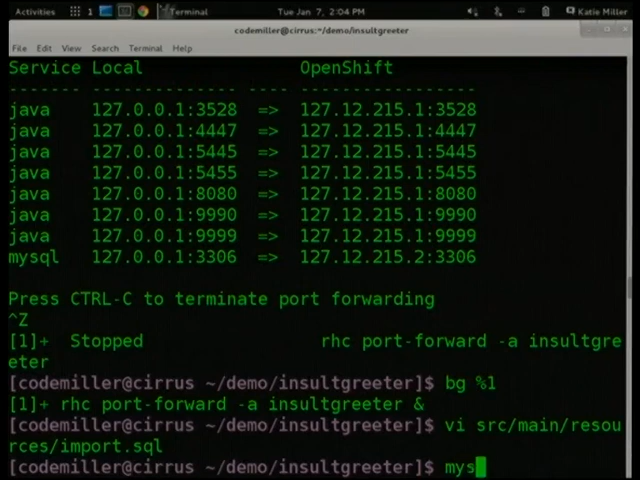 Activities 1 Terminal Tue Jan 7, 2:04 PM Katie Miller
codemiller@cirrus:~/demo/insultgreeter
File Edit View Search Terminal Help
Service Local OpenShift
------- -------------- ---- -----------------
java 127.0.0.1:3528 => 127.12.215.1:3528
java 127.0.0.1:4447 => 127.12.215.1:4447
java 127.0.0.1:5445 => 127.12.215.1:5445
java 127.0.0.1:5455 => 127.12.215.1:5455
java 127.0.0.1:8080 => 127.12.215.1:8080
java 127.0.0.1:9990 => 127.12.215.1:9990
java 127.0.0.1:9999 => 127.12.215.1:9999
mysql 127.0.0.1:3306 => 127.12.215.2:3306
Press CTRL-C to terminate port forwarding
^Z
[1]+ Stopped rhc port-forward -a insultgre
eter
[codemiller@cirrus ~/demo/insultgreeter]$ bg %1
[1]+ rhc port-forward -a insultgreeter &
[codemiller@cirrus ~/demo/insultgreeter]$ vi src/main/resou
rces/import.sql
[codemiller@cirrus ~/demo/insultgreeter]$ mys